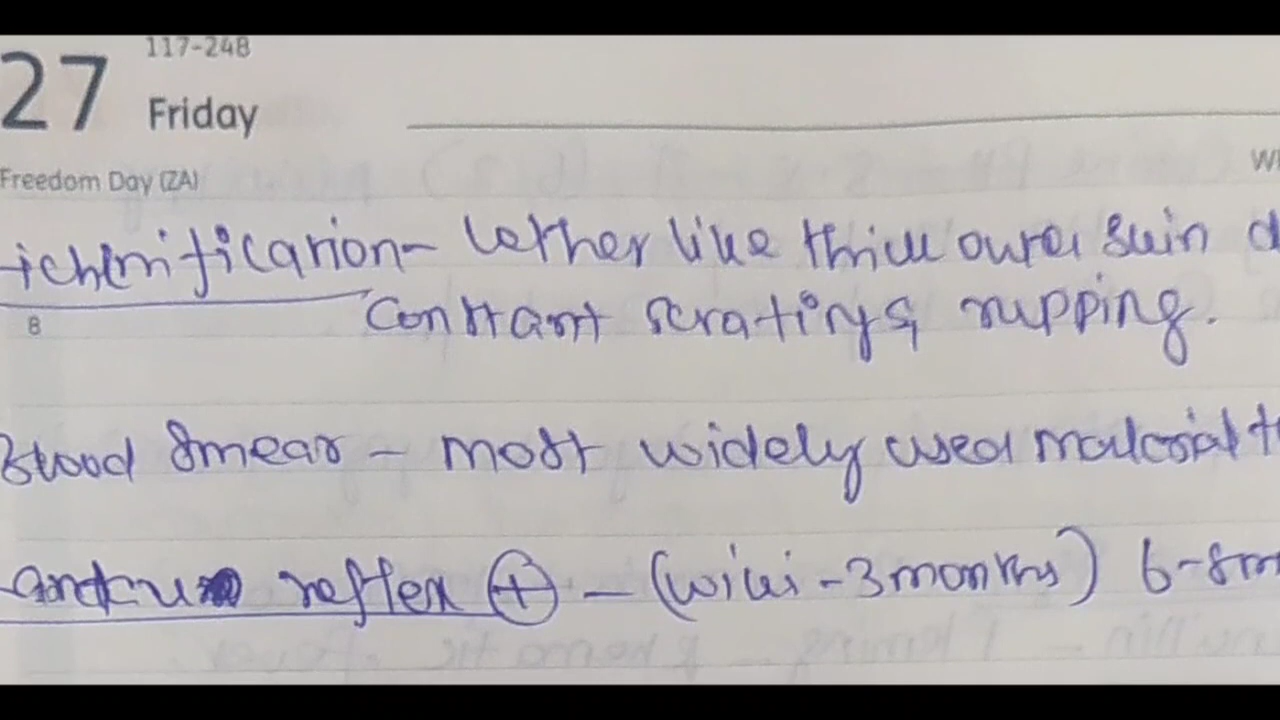 117-248
27 Friday
Freedom Day (ZA)
ichenification- lether like thick outer skin
8
Constant scrating & rupping.
Blood Smear - most widely used malarial
reflex + - (wiki - 3 months) 6-8m